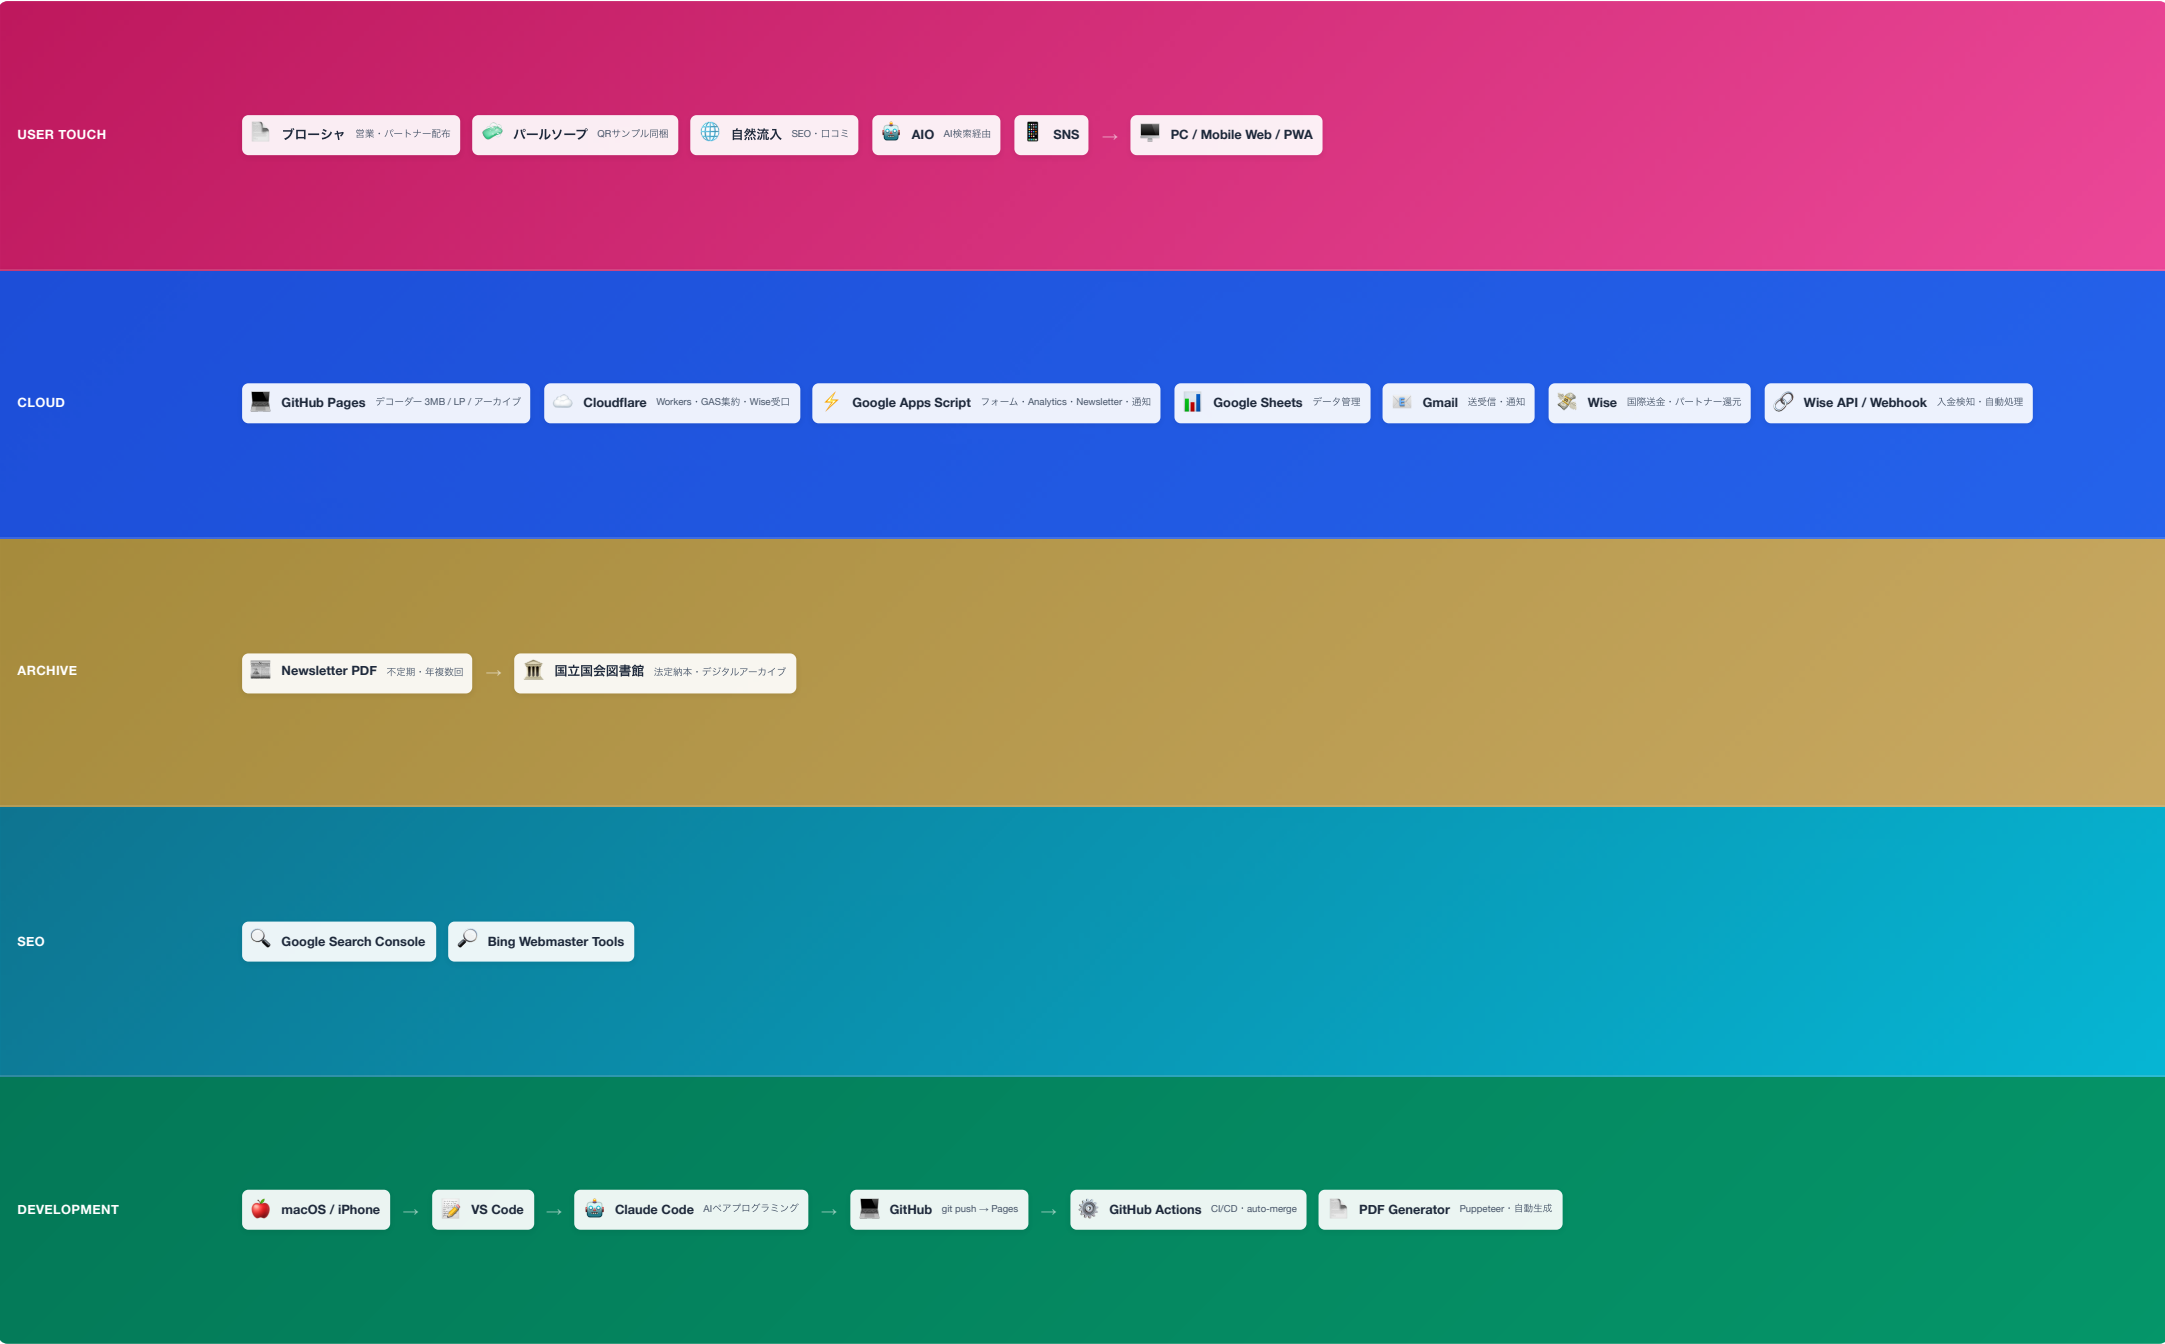 USER TOUCH
ブローシャ 営業・パートナー配布
パールソープ QRサンプル同梱
自然流入 SEO・口コミ
AIO AI検索経由
SNS
→
PC / Mobile Web / PWA
CLOUD
GitHub Pages デコーダー 3MB / LP / アーカイブ
Cloudflare Workers・GAS集約・Wise受口
Google Apps Script フォーム・Analytics・Newsletter・通知
Google Sheets データ管理
Gmail 送受信・通知
Wise 国際送金・パートナー還元
Wise API / Webhook 入金検知・自動処理
ARCHIVE
Newsletter PDF 不定期・年複数回
→
国立国会図書館 法定納本・デジタルアーカイブ
SEO
Google Search Console
Bing Webmaster Tools
DEVELOPMENT
macOS / iPhone
→
VS Code
→
Claude Code AIペアプログラミング
→
GitHub git push → Pages
→
GitHub Actions CI/CD・auto-merge
PDF Generator Puppeteer・自動生成